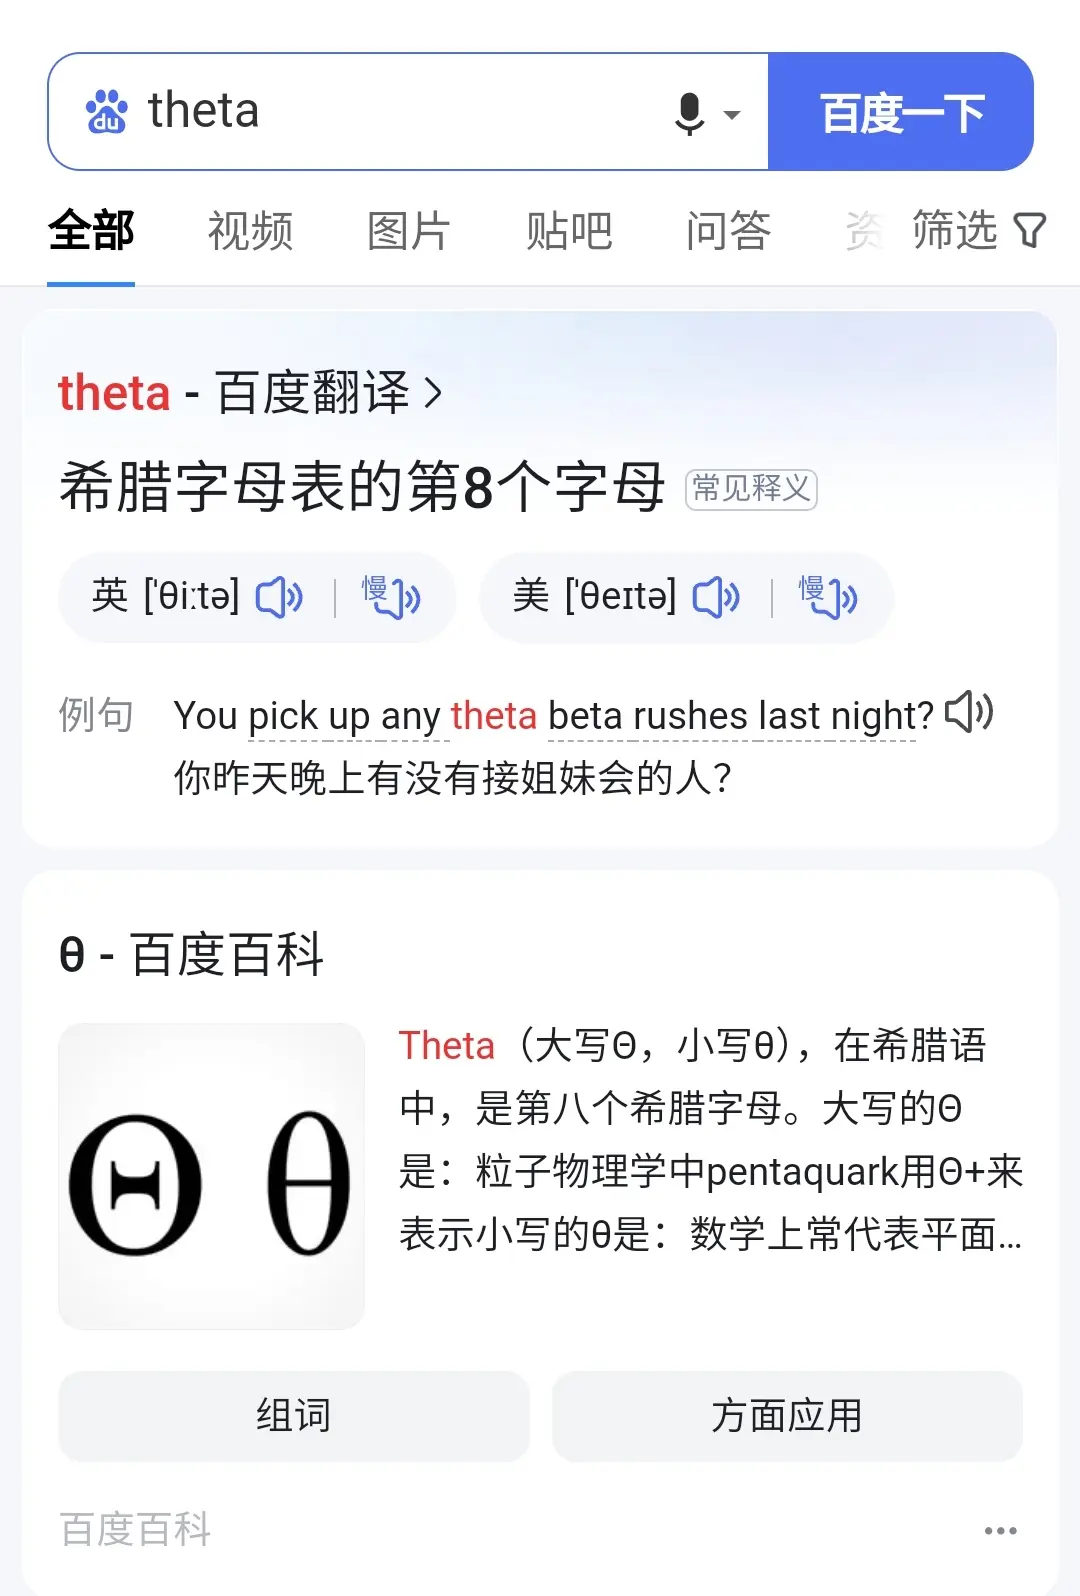 du theta 百度一下
全部 视频 图片 贴吧 问答 资 筛选
theta - 百度翻译 >
希腊字母表的第8个字母 常见释义
英 ['θi:tə] 慢 美 ['θeɪtə] 慢
例句 You pick up any theta beta rushes last night?
你昨天晚上有没有接姐妹会的人？
θ - 百度百科
Θ θ
Theta（大写Θ，小写θ），在希腊语
中，是第八个希腊字母。大写的Θ
是：粒子物理学中pentaquark用Θ+来
表示小写的θ是：数学上常代表平面...
组词 方面应用
百度百科